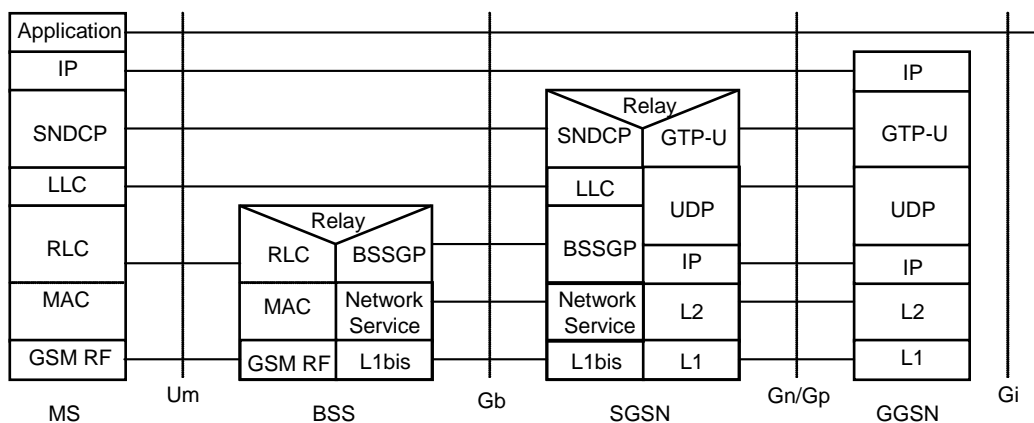 Application
IP
SNDCP
LLC
RLC
MAC
GSM RF
MS
Um
Relay
RLC
BSSGP
MAC
Network
Service
GSM RF
L1bis
BSS
Gb
Relay
SNDCP
GTP-U
LLC
UDP
BSSGP
IP
Network
Service
L2
L1bis
L1
SGSN
Gn/Gp
IP
GTP-U
UDP
IP
L2
L1
GGSN
Gi